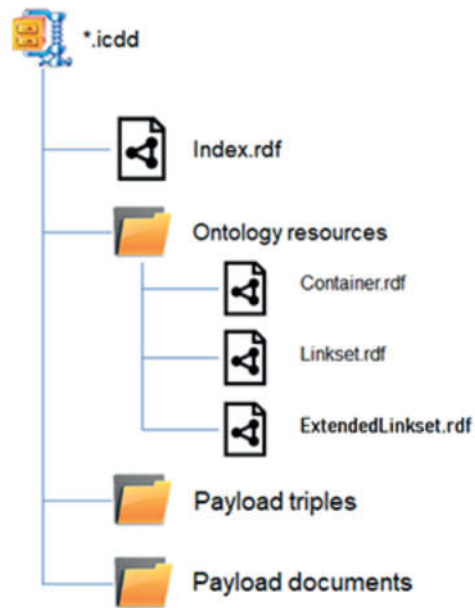 *.icdd
Index.rdf
Ontology resources
Container.rdf
Linkset.rdf
ExtendedLinkset.rdf
Payload triples
Payload documents